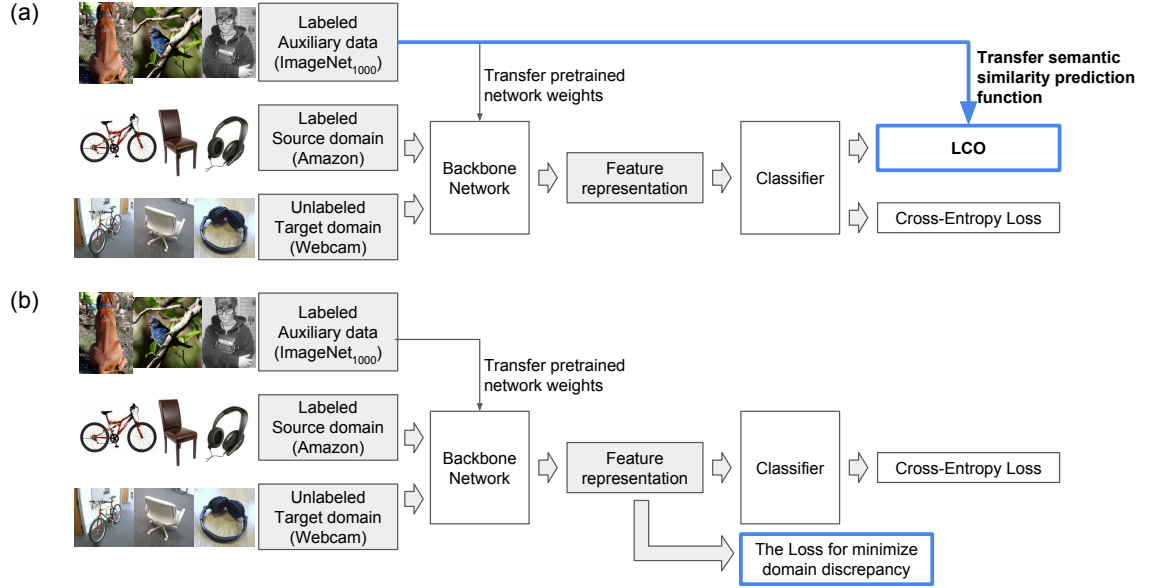 (a)
Labeled
Auxiliary data
(ImageNet1000)
Transfer pretrained
network weights
Transfer semantic
similarity prediction
function
Labeled
Source domain
(Amazon)
Unlabeled
Target domain
(Webcam)
Backbone
Network
Feature
representation
Classifier
LCO
Cross-Entropy Loss
(b)
Labeled
Auxiliary data
(ImageNet1000)
Transfer pretrained
network weights
Labeled
Source domain
(Amazon)
Unlabeled
Target domain
(Webcam)
Backbone
Network
Feature
representation
Classifier
Cross-Entropy Loss
The Loss for minimize
domain discrepancy